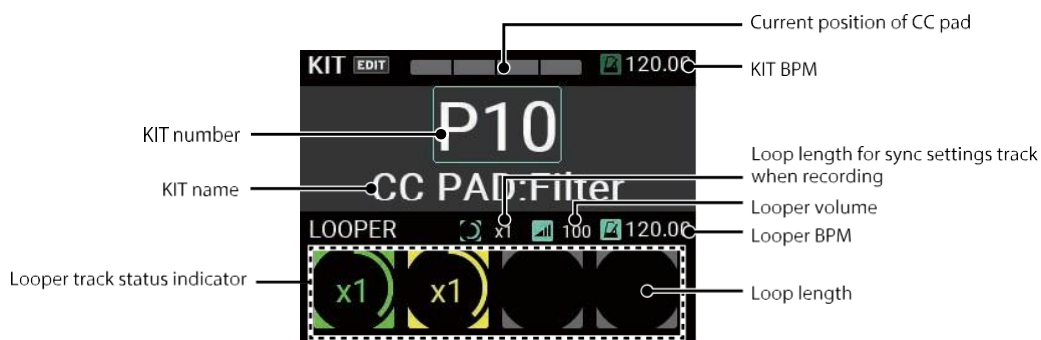 Current position of CC pad
KIT EDIT 120.00
KIT BPM
P10
KIT number
Loop length for sync settings track
when recording
KIT name
CC PAD:Filter
Looper volume
LOOPER x1 100 120.00
Looper BPM
Looper track status indicator
x1 x1
Loop length